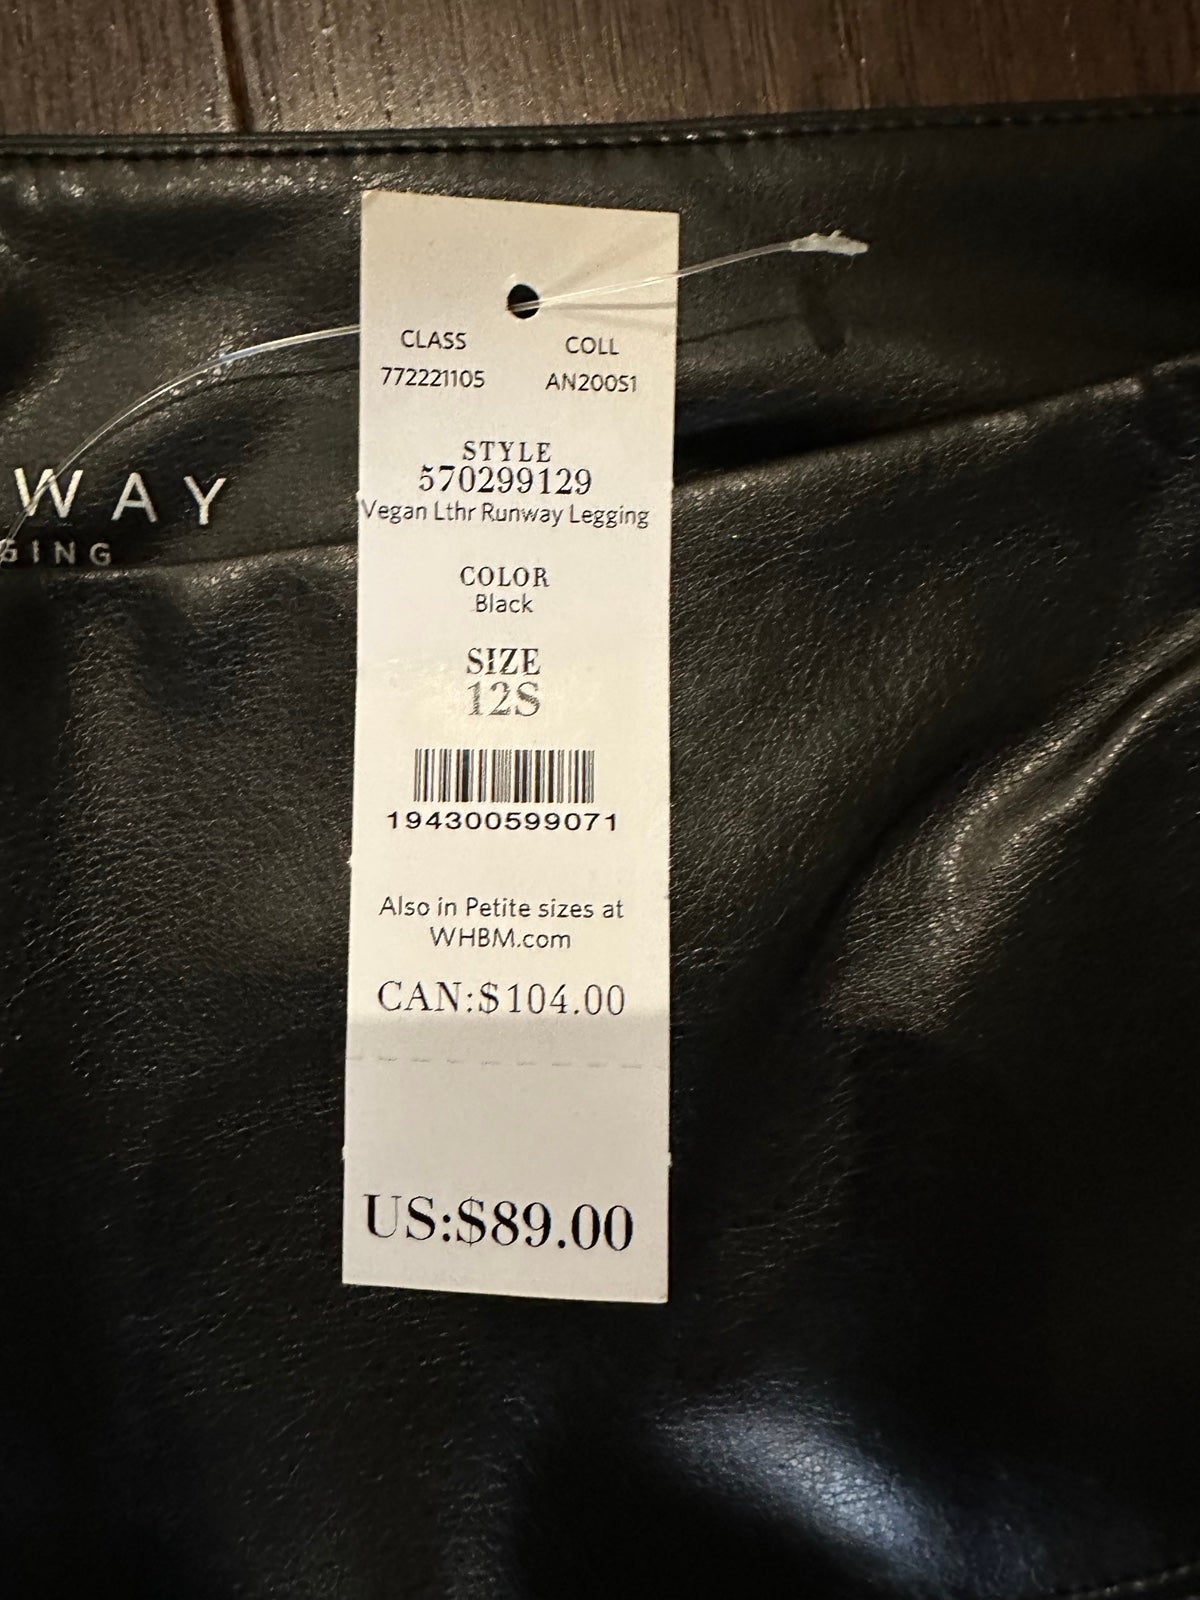 CLASS COLL
772221105 AN200S1
STYLE
570299129
Vegan Lthr Runway Legging
COLOR
Black
SIZE
12S
194300599071
Also in Petite sizes at
WHBM.com
CAN:$104.00
US:$89.00
WAY
GING